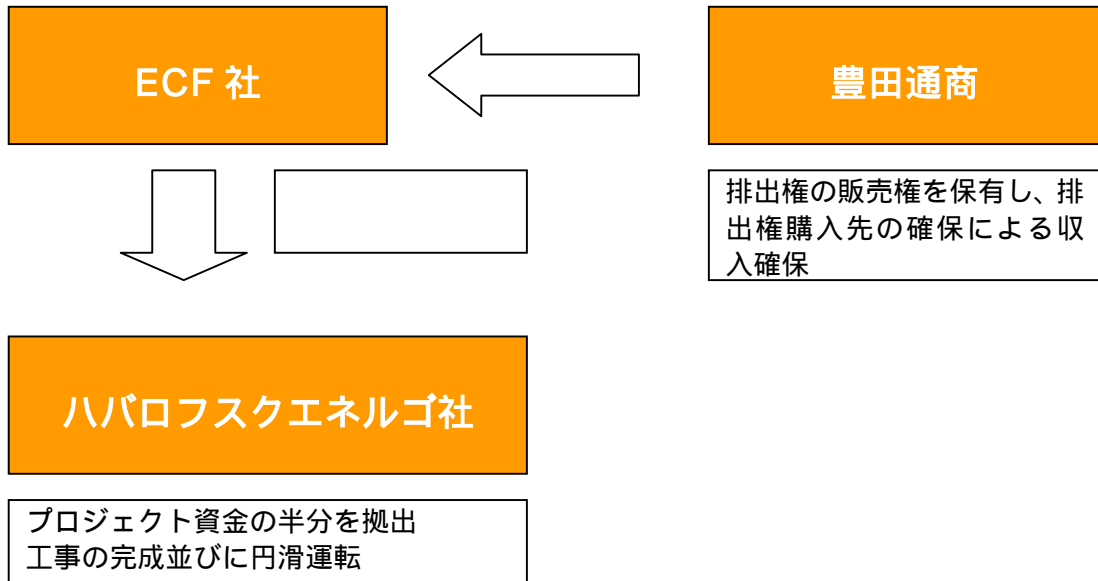 ECF 社
豊田通商
排出権の販売権を保有し、排
出権購入先の確保による収
入確保
ハバロフスクエネルゴ社
プロジェクト資金の半分を拠出
工事の完成並びに円滑運転